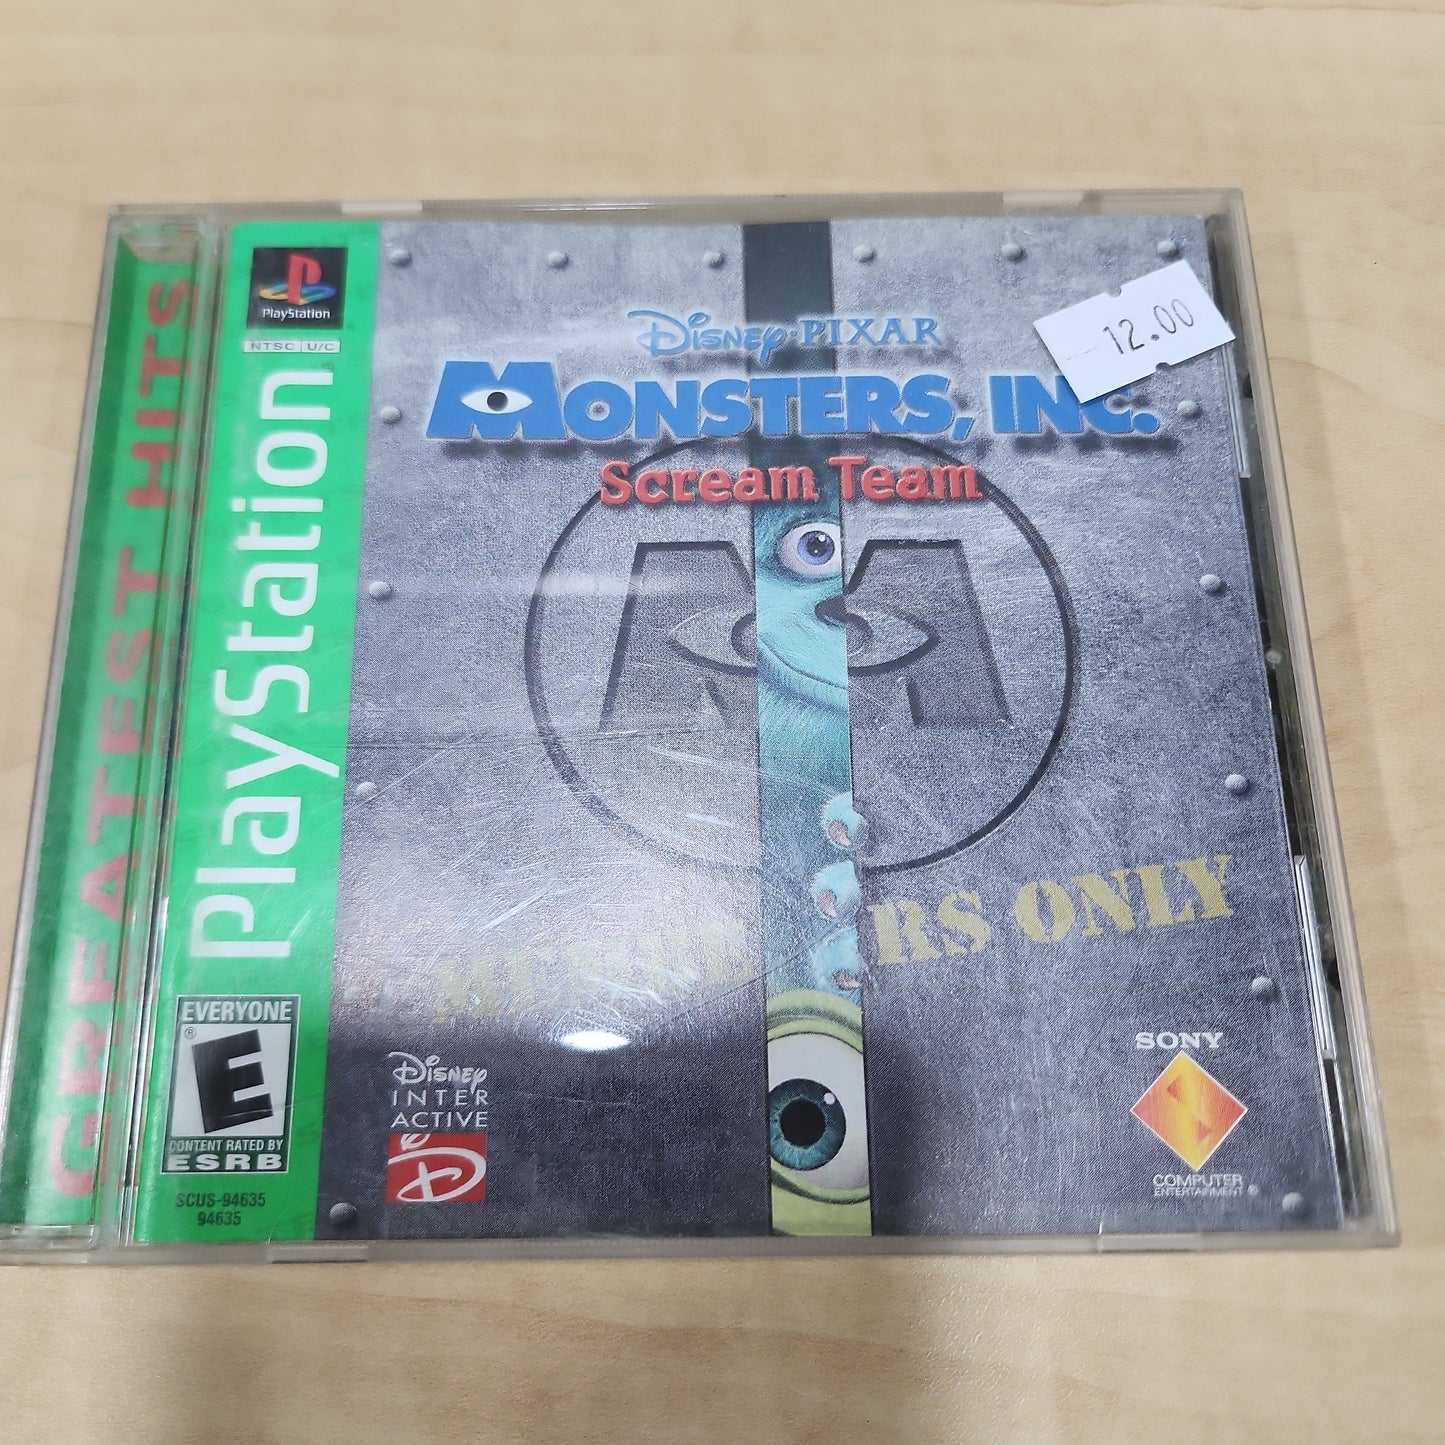 GREATEST HITS
PlayStation
NTSC U/C
PlayStation
Disney·PIXAR
MONSTERS, INC.
12.00
Scream Team
RS ONLY
EVERYONE
E
CONTENT RATED BY
ESRB
SCUS-94635
94635
Disney
INTER
ACTIVE
D
SONY
COMPUTER
ENTERTAINMENT